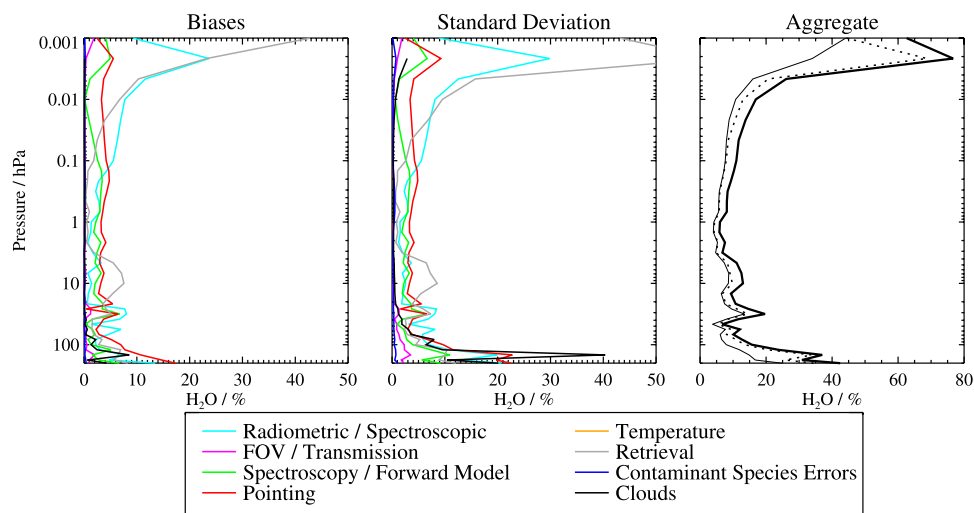 Biases
Standard Deviation
Aggregate
Pressure / hPa
0.001
0.01
0.1
1
10
100
0 10 20 30 40 50
0 10 20 30 40 50
0 20 40 60 80
H₂O / %
H₂O / %
H₂O / %
Radiometric / Spectroscopic
FOV / Transmission
Spectroscopy / Forward Model
Pointing
Temperature
Retrieval
Contaminant Species Errors
Clouds